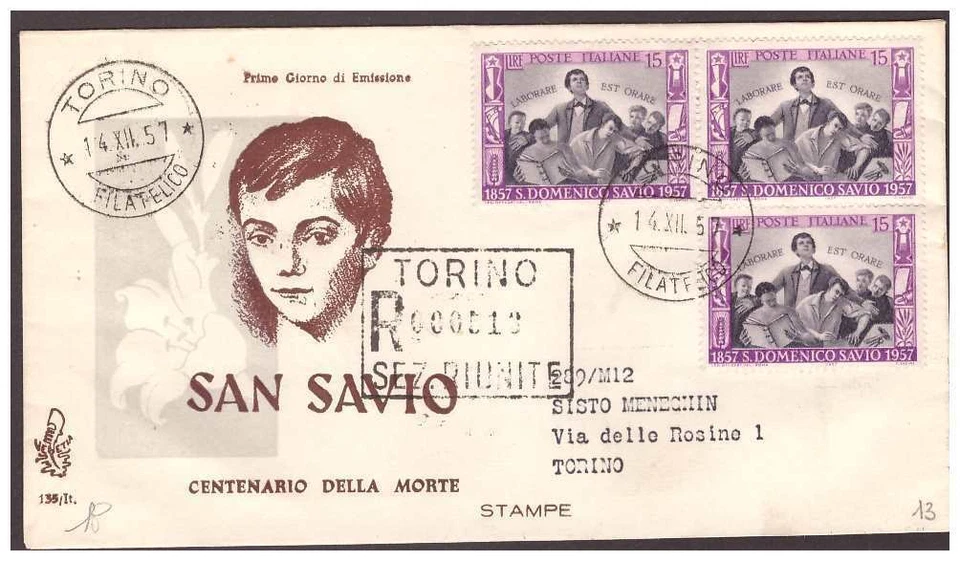 TORINO
14.XII.57
FILATELICO
Primo Giorno di Emissione
LIRE POSTE ITALIANE 15
LABORARE EST ORARE
1857 S. DOMENICO SAVIO 1957
LIRE POSTE ITALIANE 15
LABORARE EST ORARE
1857 S. DOMENICO SAVIO 1957
14.XII.57
FILATELICO
LIRE POSTE ITALIANE 15
LABORARE EST ORARE
1857 S. DOMENICO SAVIO 1957
TORINO
R
SEZ. RIUNITE
SAN SAVIO
CENTENARIO DELLA MORTE
289/M12
SISTO MENEGHIN
Via delle Rosine 1
TORINO
135/It.
STAMPE
13